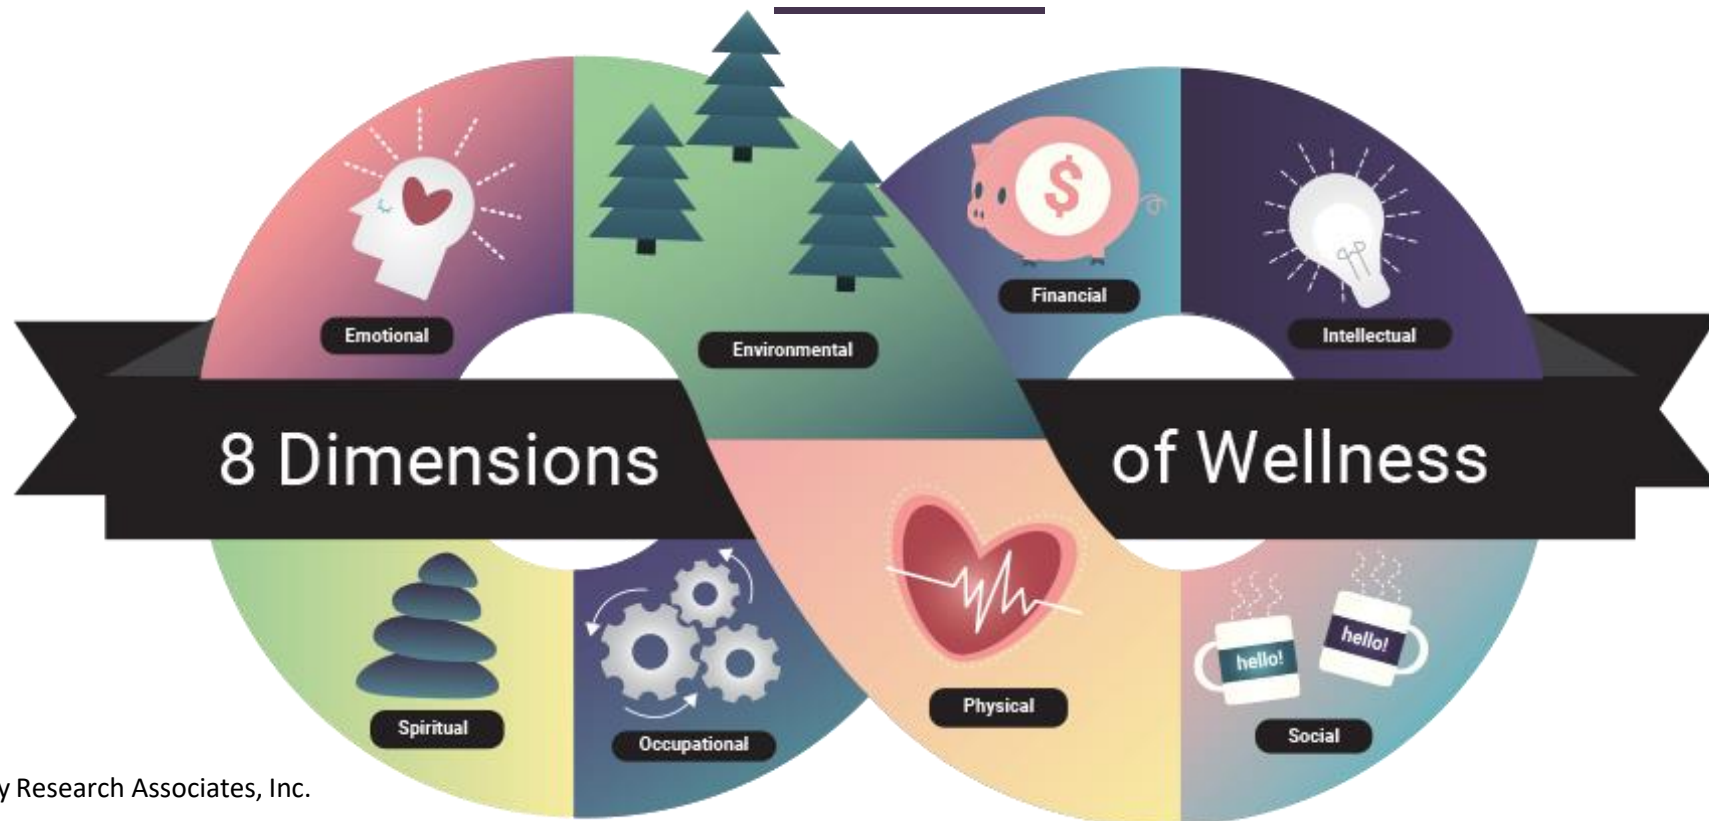 Emotional
Environmental
Financial
Intellectual
8 Dimensions
of Wellness
hello!
hello!
Spiritual
Occupational
Physical
Social
Research Associates, Inc.